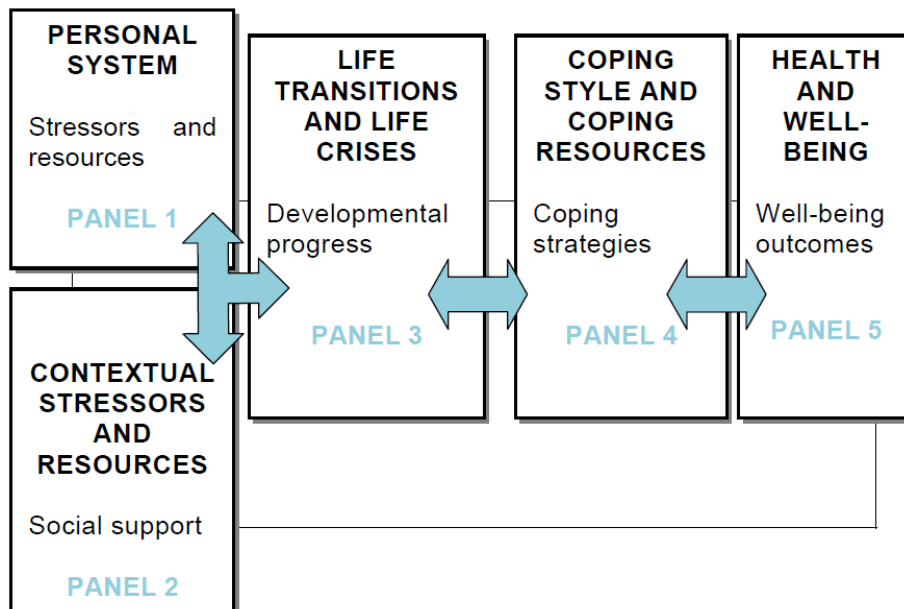 PERSONAL
SYSTEM
Stressors and
resources
PANEL 1
CONTEXTUAL
STRESSORS
AND
RESOURCES
Social support
PANEL 2
LIFE
TRANSITIONS
AND LIFE
CRISES
Developmental
progress
PANEL 3
COPING
STYLE AND
COPING
RESOURCES
Coping
strategies
PANEL 4
HEALTH
AND
WELL-
BEING
Well-being
outcomes
PANEL 5